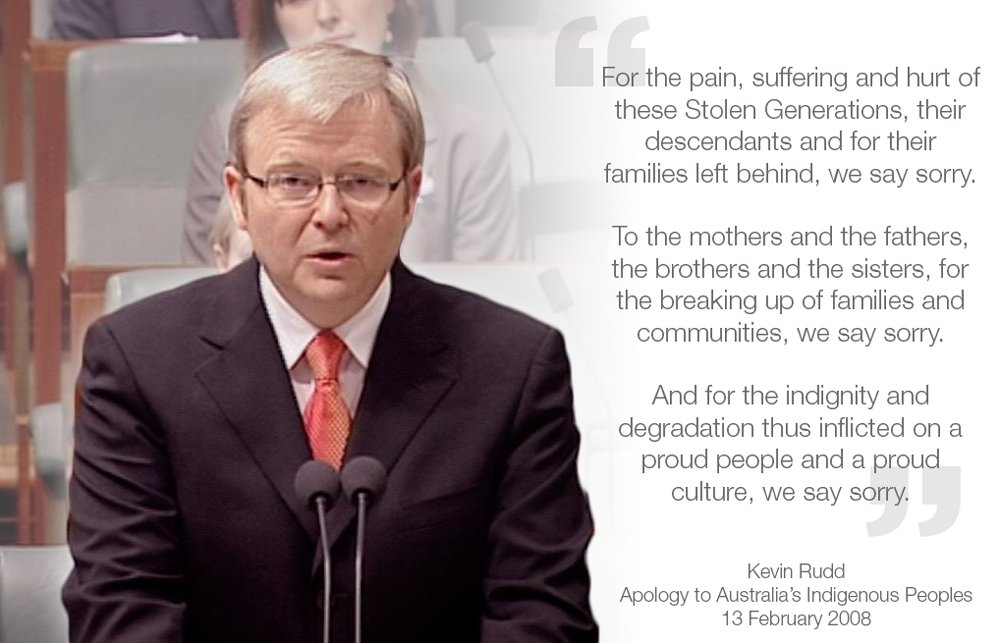 “
For the pain, suffering and hurt of
these Stolen Generations, their
descendants and for their
families left behind, we say sorry.
To the mothers and the fathers,
the brothers and the sisters, for
the breaking up of families and
communities, we say sorry.
And for the indignity and
degradation thus inflicted on a
proud people and a proud
culture, we say sorry.
”
Kevin Rudd
Apology to Australia’s Indigenous Peoples
13 February 2008